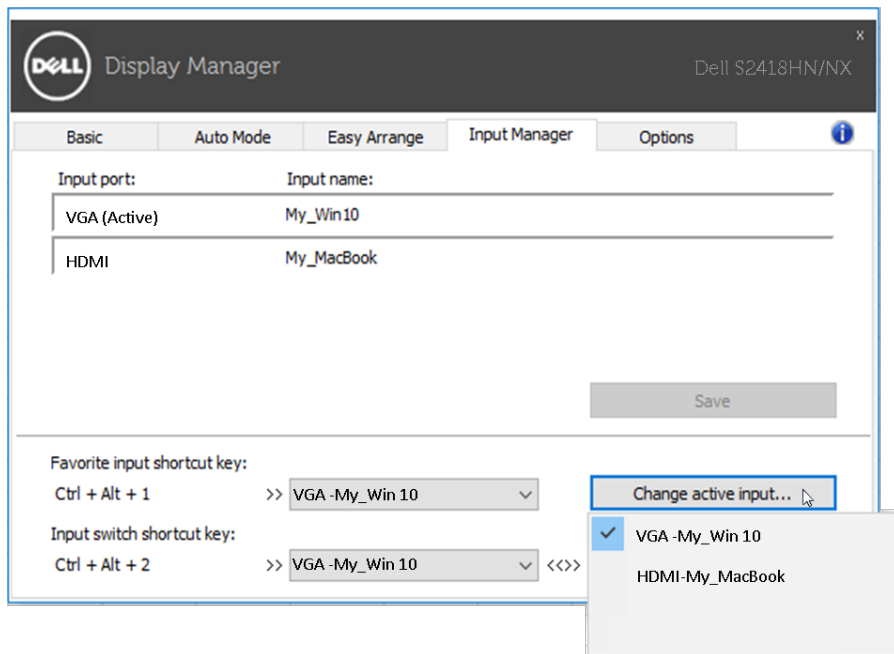 x
DELL Display Manager Dell S2418HN/NX
Basic Auto Mode Easy Arrange Input Manager Options i
Input port: Input name:
VGA (Active) My_Win10
HDMI My_MacBook
Save
Favorite input shortcut key:
Ctrl + Alt + 1 >> VGA -My_Win 10 Change active input...
Input switch shortcut key:
VGA -My_Win 10
Ctrl + Alt + 2 >> VGA -My_Win 10 <<>>
HDMI-My_MacBook